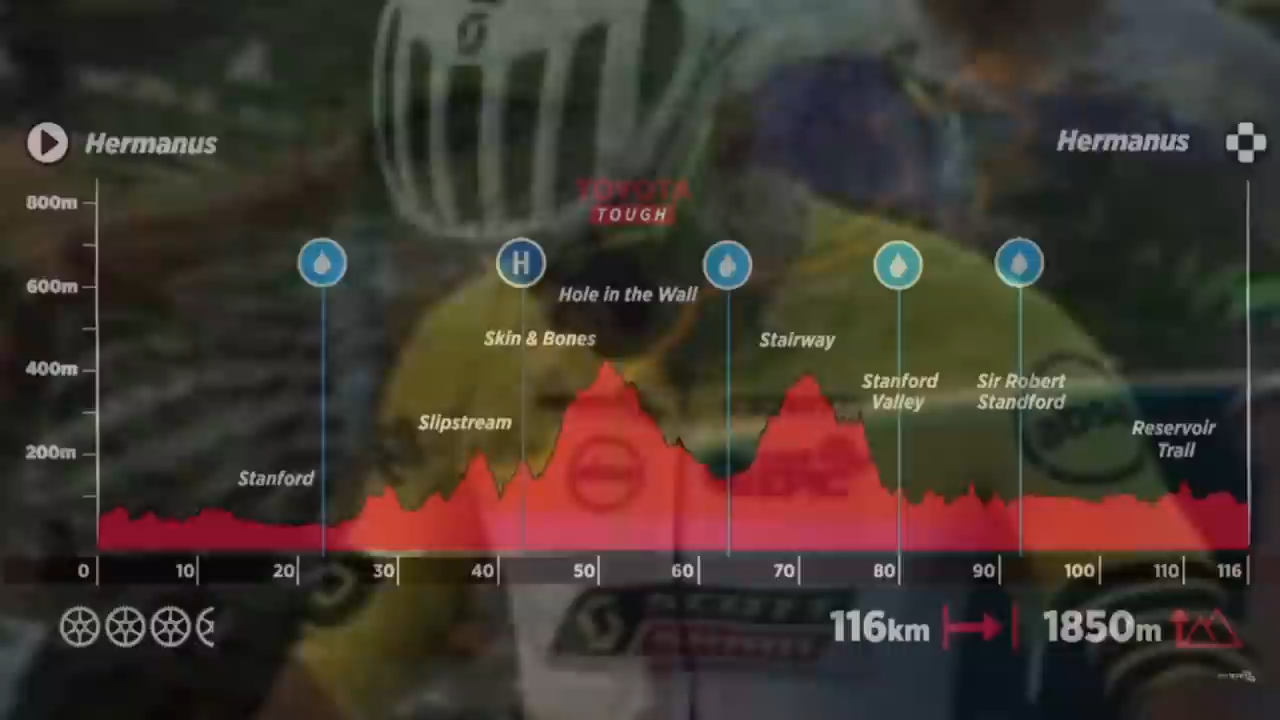 Hermanus
Hermanus
TOYOTA
TOUGH
800m
600m
400m
200m
H
Hole in the Wall
Skin & Bones
Stairway
Stanford
Valley
Sir Robert
Standford
Slipstream
Reservoir
Trail
Stanford
0 10 20 30 40 50 60 70 80 90 100 110 116
116km
1850m
SCOTT